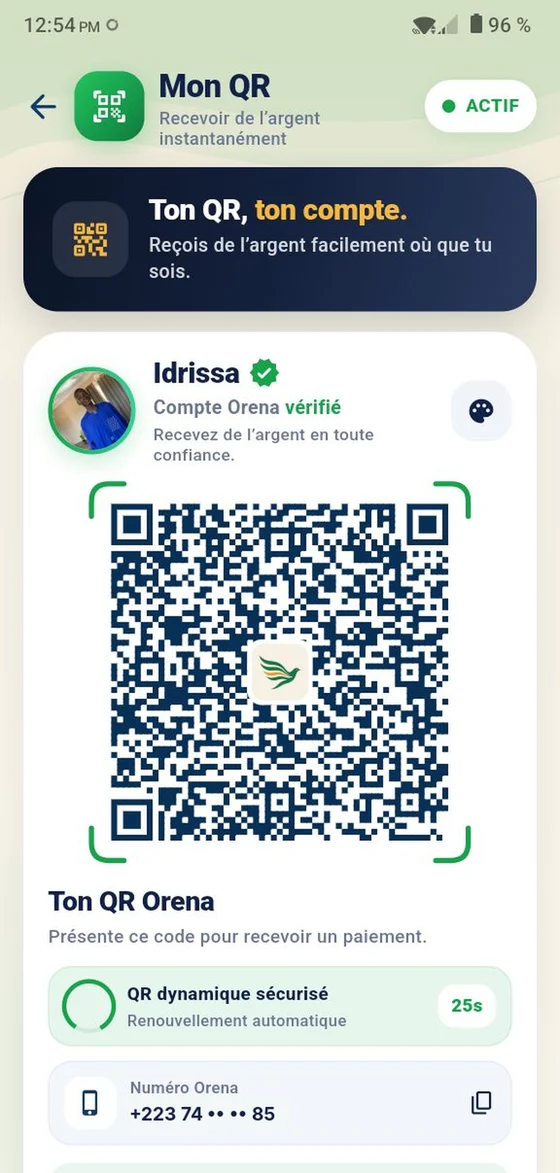 12:54 PM
96 %
Mon QR
Recevoir de l’argent
instantanément
ACTIF
Ton QR, ton compte.
Reçois de l’argent facilement où que tu
sois.
Idrissa
Compte Orena vérifié
Recevez de l’argent en toute
confiance.
Ton QR Orena
Présente ce code pour recevoir un paiement.
QR dynamique sécurisé
Renouvellement automatique
25s
Numéro Orena
+223 74 •• •• 85